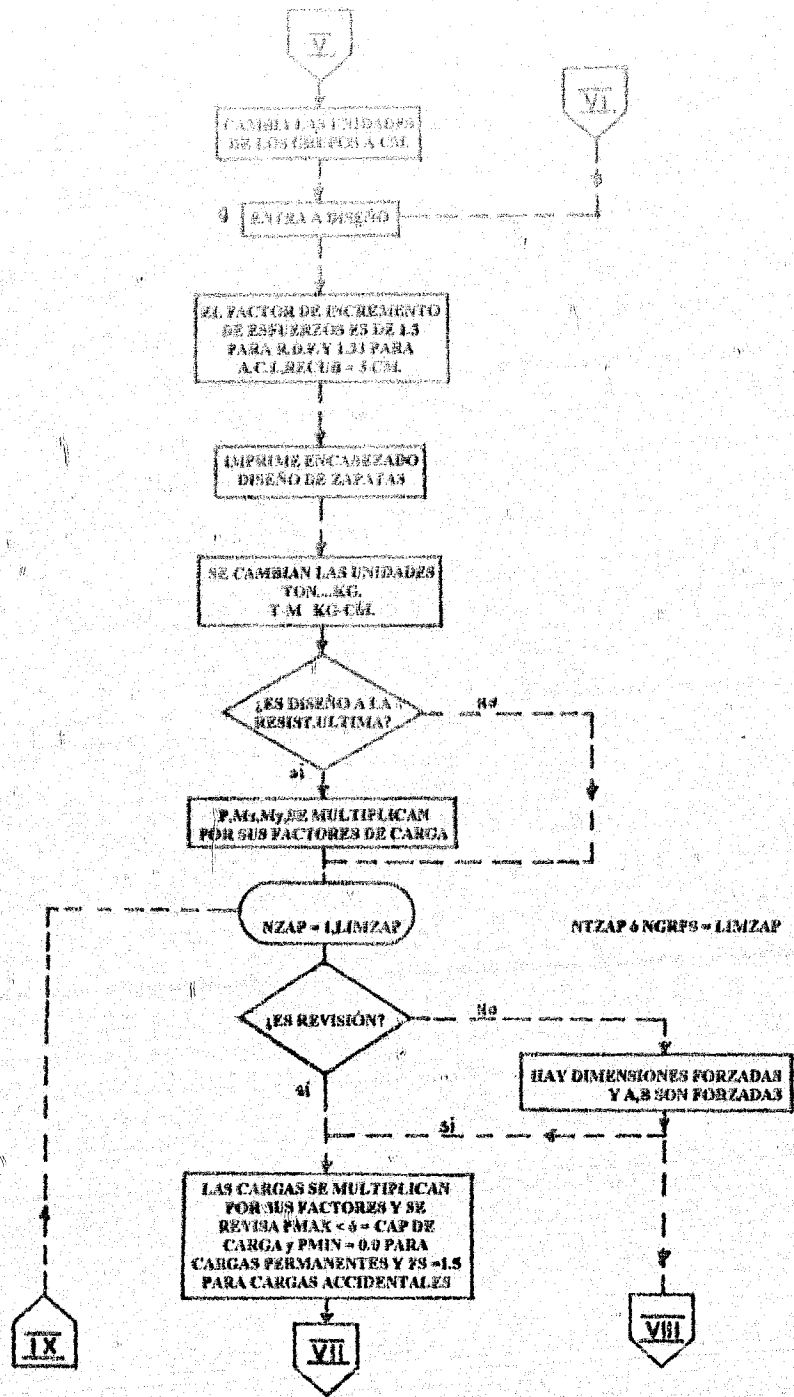 V
VI
CAMBIA LAS UNIDADES
DE LOS GRUPOS A CM.
9 ENTRA A DISEÑO
EL FACTOR DE INCREMENTO
DE ESFUERZOS ES DE 1.5
PARA R.D.F. Y 1.33 PARA
A.C.I. RECUB = 5 CM.
IMPRIME ENCABEZADO
DISEÑO DE ZAPATAS
SE CAMBIAN LAS UNIDADES
TON...KG.
T-M KG-CM.
¿ES DISEÑO A LA
RESIST.ULTIMA?
No
si
P,Mx,My,SE MULTIPLICAN
POR SUS FACTORES DE CARGA
NZAP = 1,LIMZAP
NTZAP ó NGRPS = LIMZAP
¿ES REVISIÓN?
No
si
HAY DIMENSIONES FORZADAS
Y A,B SON FORZADAS
si
LAS CARGAS SE MULTIPLICAN
POR SUS FACTORES Y SE
REVISA PMAX < ó = CAP DE
CARGA y PMIN = 0.0 PARA
CARGAS PERMANENTES Y FS =1.5
PARA CARGAS ACCIDENTALES
IX
VII
VIII